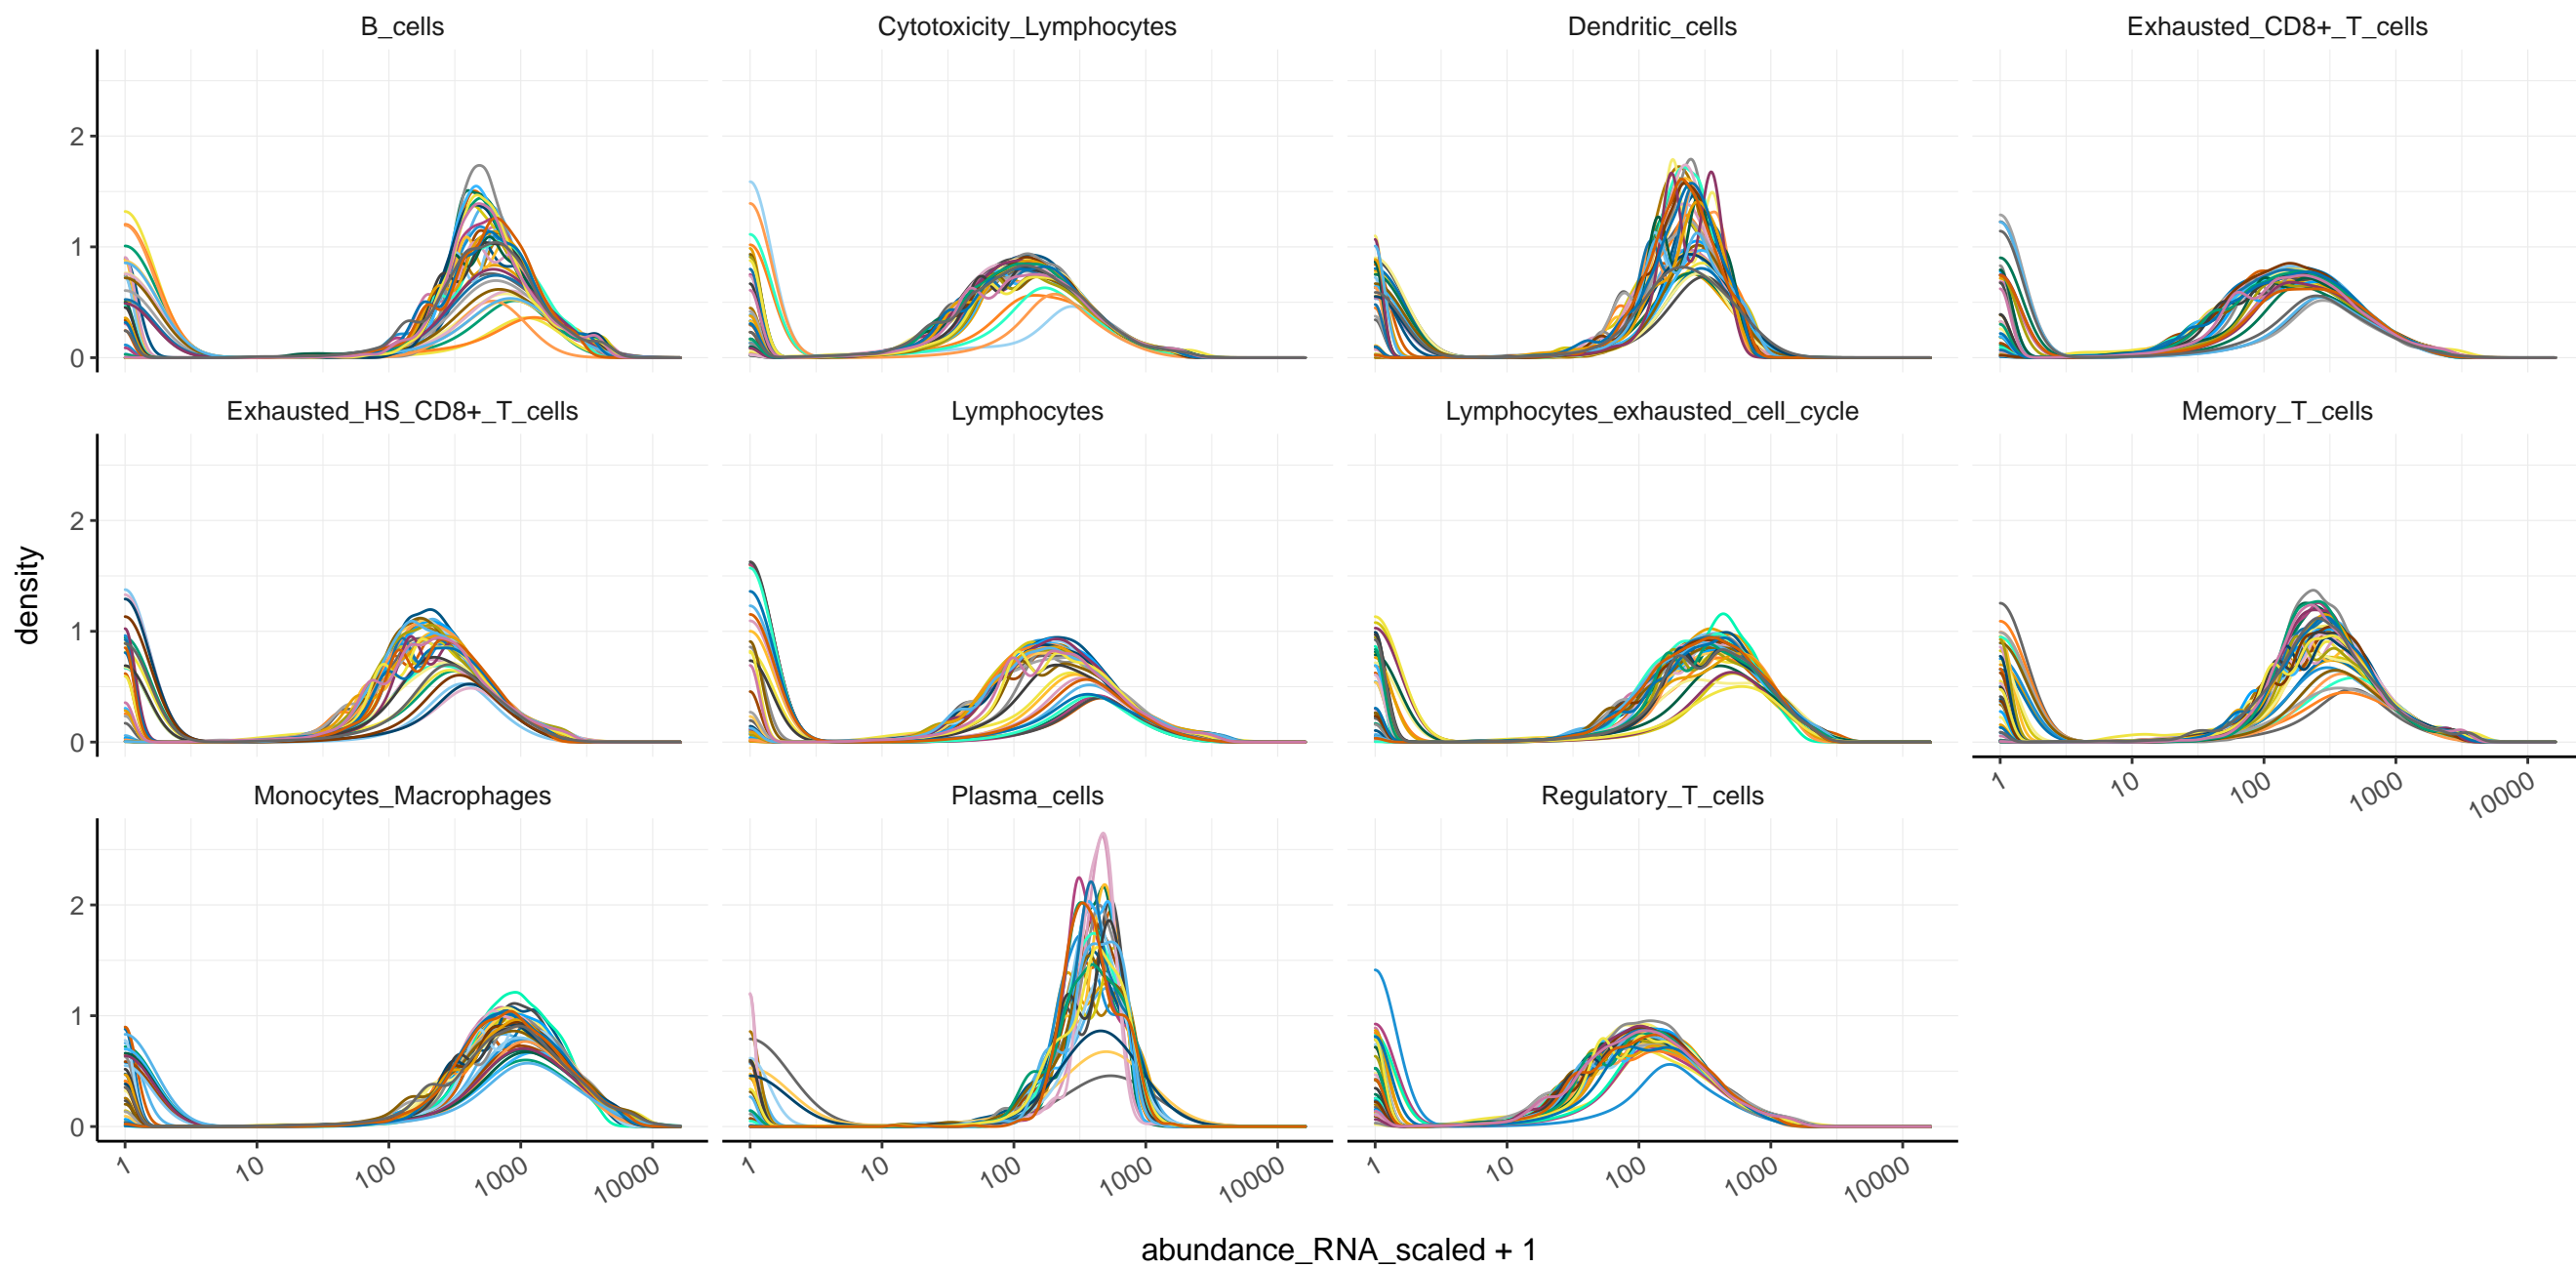 B_cells
Cytotoxicity_Lymphocytes
Dendritic_cells
Exhausted_CD8+_T_cells
2
1
0
Exhausted_HS_CD8+_T_cells
Lymphocytes
Lymphocytes_exhausted_cell_cycle
Memory_T_cells
density
2
1
0
1
10
100
1000
10000
Monocytes_Macrophages
Plasma_cells
Regulatory_T_cells
2
1
0
1
10
100
1000
10000
1
10
100
1000
10000
1
10
100
1000
10000
abundance_RNA_scaled + 1